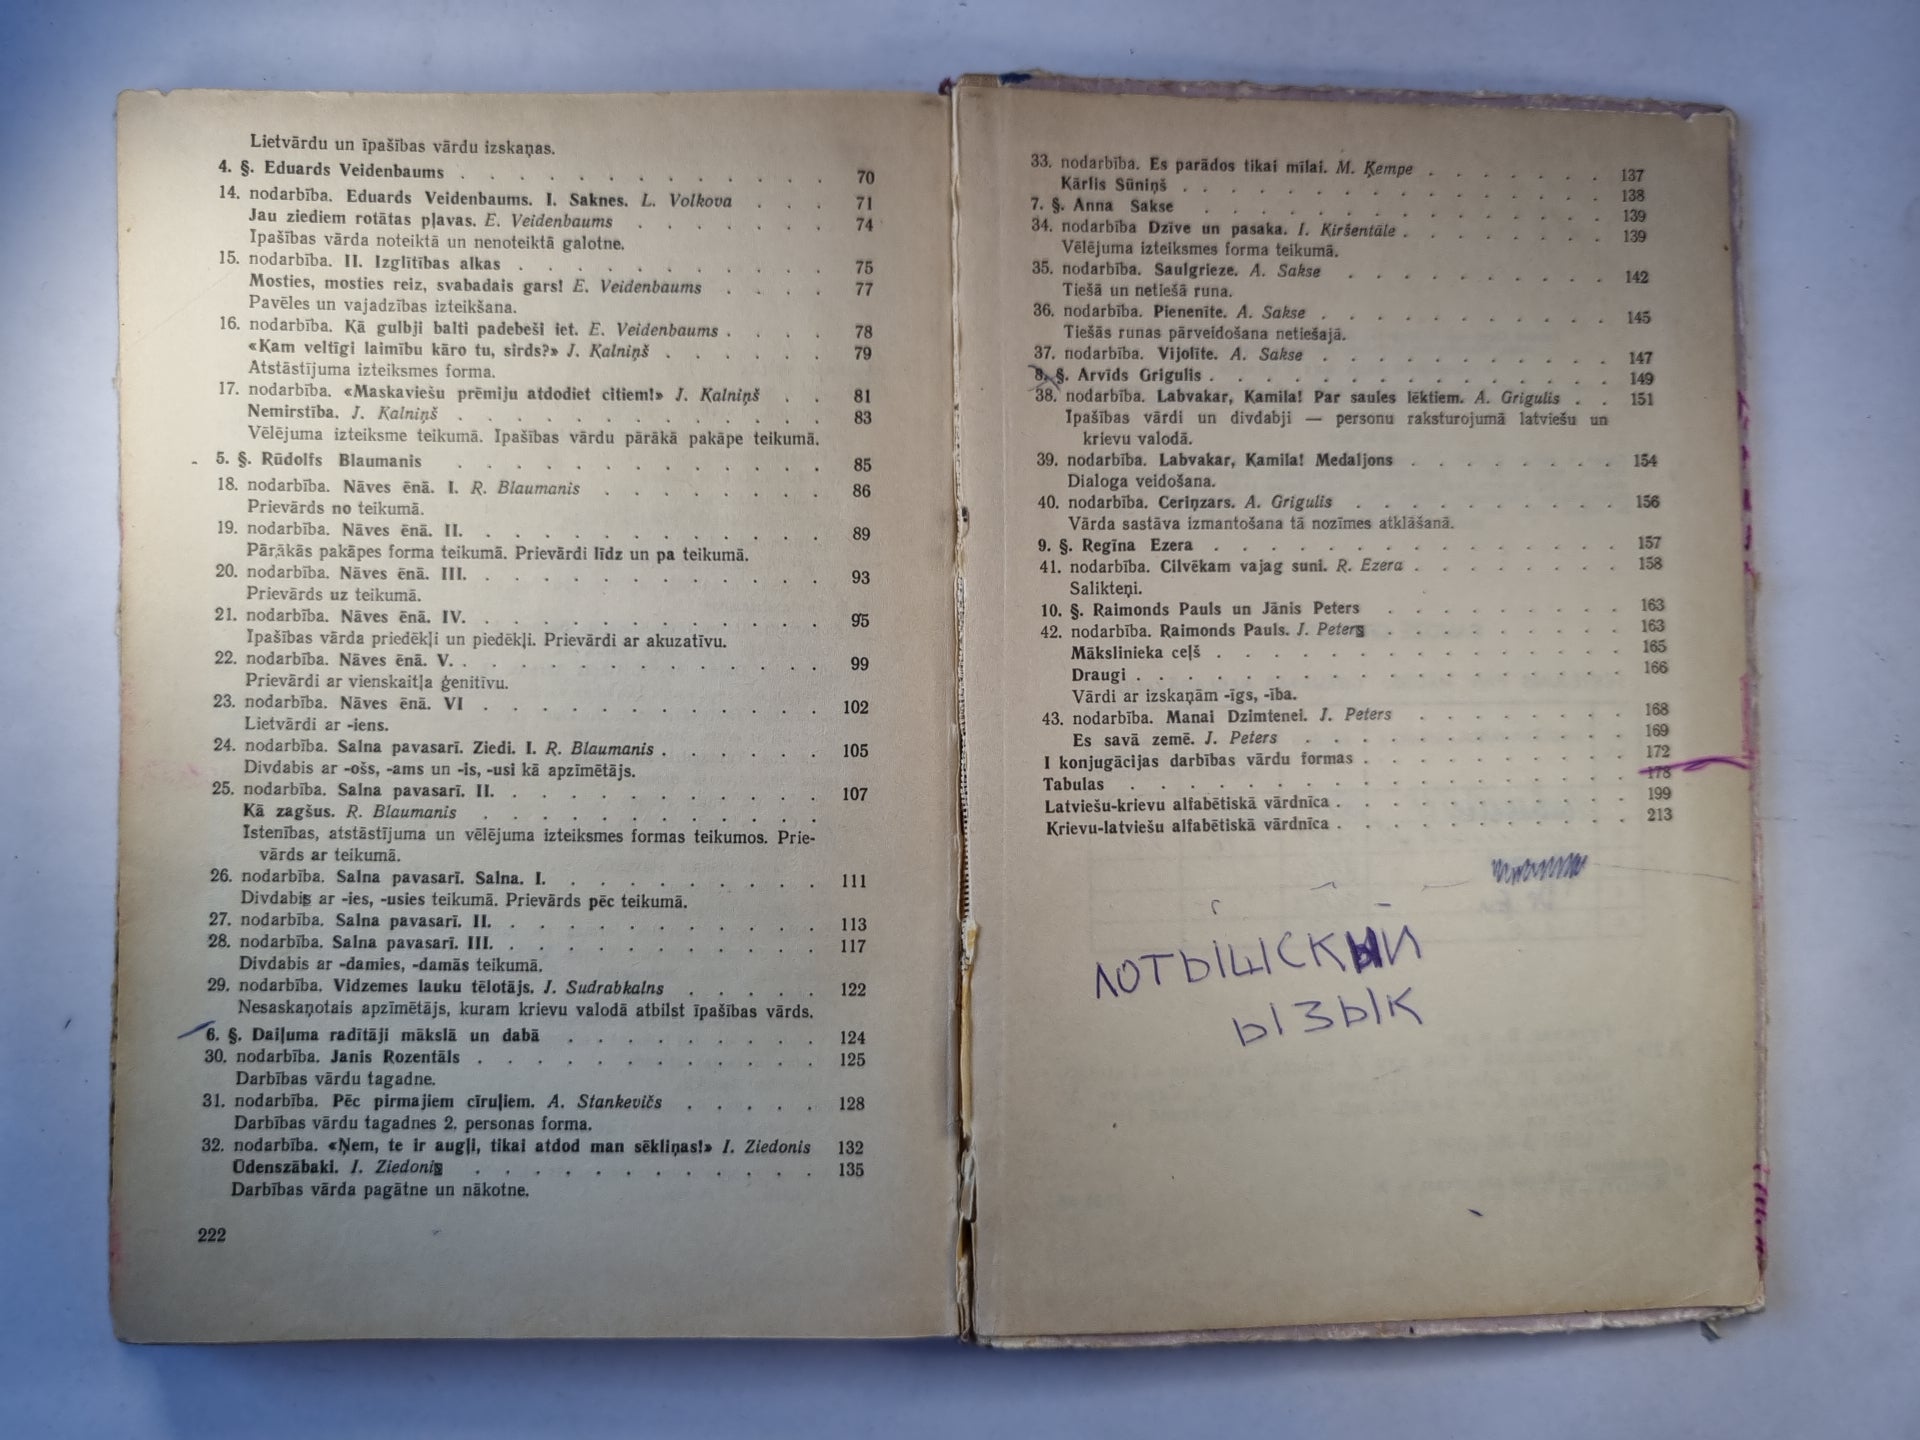 Lietvārdu un īpašības vārdu izskaņas.
4. §. Eduards Veidenbaums . . . . . . . . . . . . 70
14. nodarbība. Eduards Veidenbaums. I. Saknes. L. Volkova . . . 71
Jau ziediem rotātas pļavas. E. Veidenbaums . . . . . . 74
Īpašības vārda noteiktā un nenoteiktā galotne.
15. nodarbība. II. Izglītības alkas . . . . . . . . . . 75
Mosties, mosties reiz, svabadais gars! E. Veidenbaums . . . . 77
Pavēles un vajadzības izteikšana.
16. nodarbība. Kā gulbji balti padebeši iet. E. Veidenbaums . . . . 78
«Kam veltīgi laimību kāro tu, sirds?» J. Kalniņš . . . . . . 79
Atstāstījuma izteiksmes forma.
17. nodarbība. «Maskaviešu prēmiju atdodiet citiem!» J. Kalniņš . . 81
Nemirstība. J. Kalniņš . . . . . . . . . . . . 83
Vēlējuma izteiksme teikumā. Īpašības vārdu pārākā pakāpe teikumā.
5. §. Rūdolfs Blaumanis . . . . . . . . . . . . 85
18. nodarbība. Nāves ēnā. I. R. Blaumanis . . . . . . . 86
Prievārds no teikumā.
19. nodarbība. Nāves ēnā. II. . . . . . . . . . . . 89
Pārākās pakāpes forma teikumā. Prievārdi līdz un pa teikumā.
20. nodarbība. Nāves ēnā. III. . . . . . . . . . . . 93
Prievārds uz teikumā.
21. nodarbība. Nāves ēnā. IV. . . . . . . . . . . . 95
Īpašības vārda priedēkļi un piedēkļi. Prievārdi ar akuzatīvu.
22. nodarbība. Nāves ēnā. V. . . . . . . . . . . . 99
Prievārdi ar vienskaitļa ģenitīvu.
23. nodarbība. Nāves ēnā. VI . . . . . . . . . . . 102
Lietvārdi ar -iens.
24. nodarbība. Salna pavasarī. Ziedi. I. R. Blaumanis . . . . . 105
Divdabis ar -ošs, -ams un -is, -usi kā apzīmētājs.
25. nodarbība. Salna pavasarī. II. . . . . . . . . . . 107
Kā zagšus. R. Blaumanis . . . . . . . . . . .
Īstenības, atstāstījuma un vēlējuma izteiksmes formas teikumos. Prie-
vārds ar teikumā.
26. nodarbība. Salna pavasarī. Salna. I. . . . . . . . . 111
Divdabis ar -ies, -usies teikumā. Prievārds pēc teikumā.
27. nodarbība. Salna pavasarī. II. . . . . . . . . . . 113
28. nodarbība. Salna pavasarī. III. . . . . . . . . . . 117
Divdabis ar -damies, -damās teikumā.
29. nodarbība. Vidzemes lauku tēlotājs. J. Sudrabkalns . . . . . 122
Nesaskaņotais apzīmētājs, kuram krievu valodā atbilst īpašības vārds.
6. §. Daiļuma radītāji mākslā un dabā . . . . . . . . . 124
30. nodarbība. Janis Rozentāls . . . . . . . . . . . 125
Darbības vārdu tagadne.
31. nodarbība. Pēc pirmajiem cīruļiem. A. Stankevičs . . . . . 128
Darbības vārdu tagadnes 2. personas forma.
32. nodarbība. «Ņem, te ir augļi, tikai atdod man sēkliņas!» I. Ziedonis 132
Ūdenszābaki. I. Ziedonis . . . . . . . . . . . . 135
Darbības vārda pagātne un nākotne.
222
33. nodarbība. Es parādos tikai mīlai. M. Ķempe . . . . . . 137
Kārlis Sūniņš . . . . . . . . . . . . . . 138
7. §. Anna Sakse . . . . . . . . . . . . . . 139
34. nodarbība Dzīve un pasaka. I. Kiršentāle . . . . . . . 139
Vēlējuma izteiksmes forma teikumā.
35. nodarbība. Saulgrieze. A. Sakse . . . . . . . . . 142
Tiešā un netiešā runa.
36. nodarbība. Pienenīte. A. Sakse . . . . . . . . . . 145
Tiešās runas pārveidošana netiešajā.
37. nodarbība. Vijolīte. A. Sakse . . . . . . . . . . 147
8. §. Arvīds Grigulis . . . . . . . . . . . . . 149
38. nodarbība. Labvakar, Kamila! Par saules lēktiem. A. Grigulis . . 151
Īpašības vārdi un divdabji — personu raksturojumā latviešu un
krievu valodā.
39. nodarbība. Labvakar, Kamila! Medaljons . . . . . . . 154
Dialoga veidošana.
40. nodarbība. Ceriņzars. A. Grigulis . . . . . . . . . 156
Vārda sastāva izmantošana tā nozīmes atklāšanā.
9. §. Regīna Ezera . . . . . . . . . . . . . 157
41. nodarbība. Cilvēkam vajag suni. R. Ezera . . . . . . . 158
Salikteņi.
10. §. Raimonds Pauls un Jānis Peters . . . . . . . . 163
42. nodarbība. Raimonds Pauls. J. Peters . . . . . . . . 163
Mākslinieka ceļš . . . . . . . . . . . . . 165
Draugi . . . . . . . . . . . . . . . . 166
Vārdi ar izskaņām -īgs, -ība.
43. nodarbība. Manai Dzimtenei. J. Peters . . . . . . . 168
Es savā zemē. J. Peters . . . . . . . . . . . 169
I konjugācijas darbības vārdu formas . . . . . . . . . 172
Tabulas . . . . . . . . . . . . . . . . 178
Latviešu-krievu alfabētiskā vārdnīca . . . . . . . . . . 199
Krievu-latviešu alfabētiskā vārdnīca . . . . . . . . . . 213
ЛОТЫШСКЫЙ
ЫЗЫК